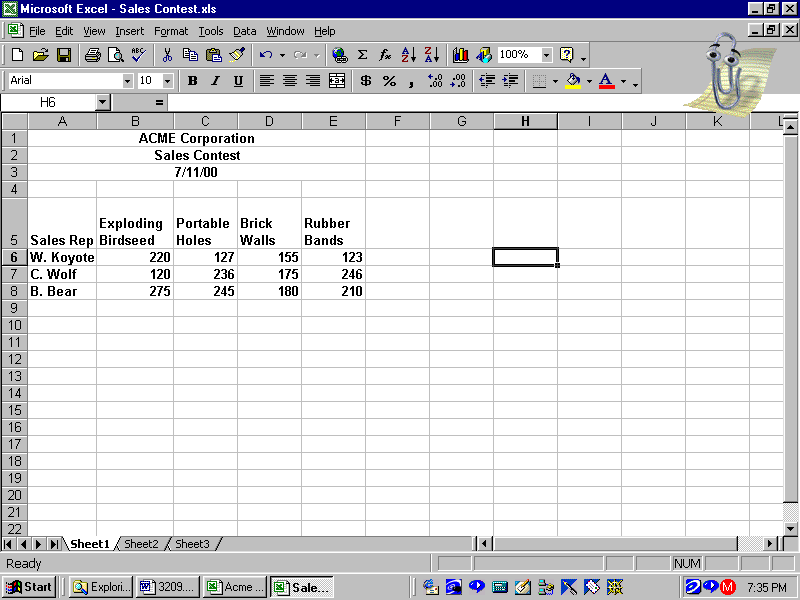 Microsoft Excel - Sales Contest.xls
File Edit View Insert Format Tools Data Window Help
100%
Arial 10 B I U $ % ,
H6 =
A B C D E F G H I J K L
1 ACME Corporation
2 Sales Contest
3 7/11/00
4
Exploding Portable Brick Rubber
5 Sales Rep Birdseed Holes Walls Bands
6 W. Koyote 220 127 155 123
7 C. Wolf 120 236 175 246
8 B. Bear 275 245 180 210
9
10
11
12
13
14
15
16
17
18
19
20
21
22
Sheet1 Sheet2 Sheet3
Ready NUM
Start Explori... 3209.... Acme ... Sale... 7:35 PM